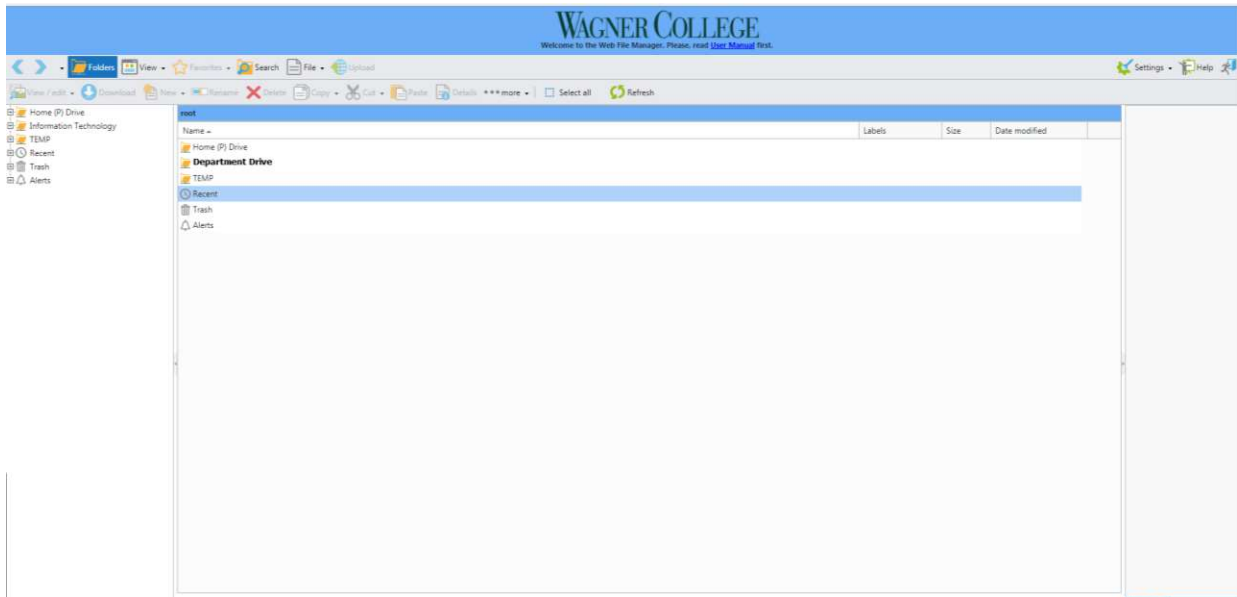 WAGNER COLLEGE
Welcome to the Web File Manager. Please, read User Manual first.
Folders View Favorites Search File Upload Settings Help
View / edit Download New Rename Delete Copy Cut Paste Details •••more Select all Refresh
Home (P) Drive
Information Technology
TEMP
Recent
Trash
Alerts
root
Name Labels Size Date modified
Home (P) Drive
Department Drive
TEMP
Recent
Trash
Alerts